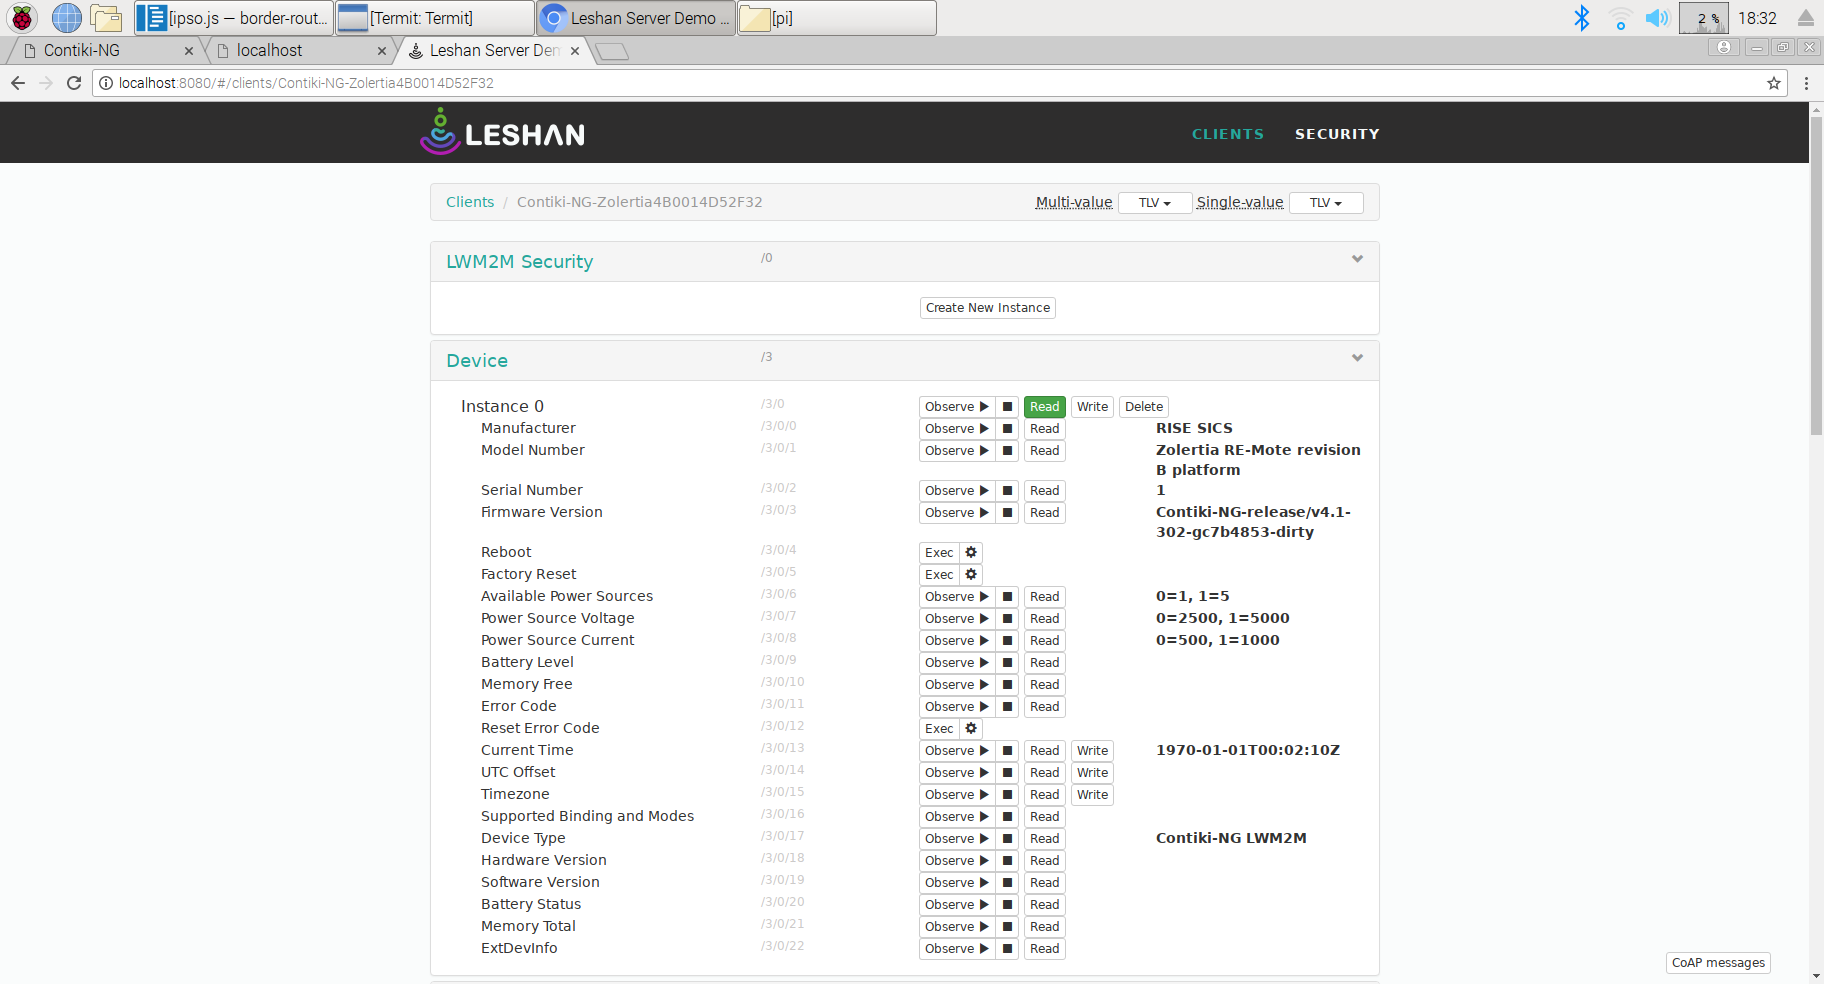 [ipso.js — border-rout... [Termit: Termit] Leshan Server Demo ... [pi] 2 % 18:32
Contiki-NG localhost Leshan Server Dem
localhost:8080/#/clients/Contiki-NG-Zolertia4B0014D52F32
LESHAN CLIENTS SECURITY
Clients / Contiki-NG-Zolertia4B0014D52F32 Multi-value TLV Single-value TLV
LWM2M Security /0
Create New Instance
Device /3
Instance 0 /3/0 Observe Read Write Delete
Manufacturer /3/0/0 Observe Read RISE SICS
Model Number /3/0/1 Observe Read Zolertia RE-Mote revision
B platform
Serial Number /3/0/2 Observe Read 1
Firmware Version /3/0/3 Observe Read Contiki-NG-release/v4.1-
302-gc7b4853-dirty
Reboot /3/0/4 Exec
Factory Reset /3/0/5 Exec
Available Power Sources /3/0/6 Observe Read 0=1, 1=5
Power Source Voltage /3/0/7 Observe Read 0=2500, 1=5000
Power Source Current /3/0/8 Observe Read 0=500, 1=1000
Battery Level /3/0/9 Observe Read
Memory Free /3/0/10 Observe Read
Error Code /3/0/11 Observe Read
Reset Error Code /3/0/12 Exec
Current Time /3/0/13 Observe Read Write 1970-01-01T00:02:10Z
UTC Offset /3/0/14 Observe Read Write
Timezone /3/0/15 Observe Read Write
Supported Binding and Modes /3/0/16 Observe Read
Device Type /3/0/17 Observe Read Contiki-NG LWM2M
Hardware Version /3/0/18 Observe Read
Software Version /3/0/19 Observe Read
Battery Status /3/0/20 Observe Read
Memory Total /3/0/21 Observe Read
ExtDevInfo /3/0/22 Observe Read
CoAP messages